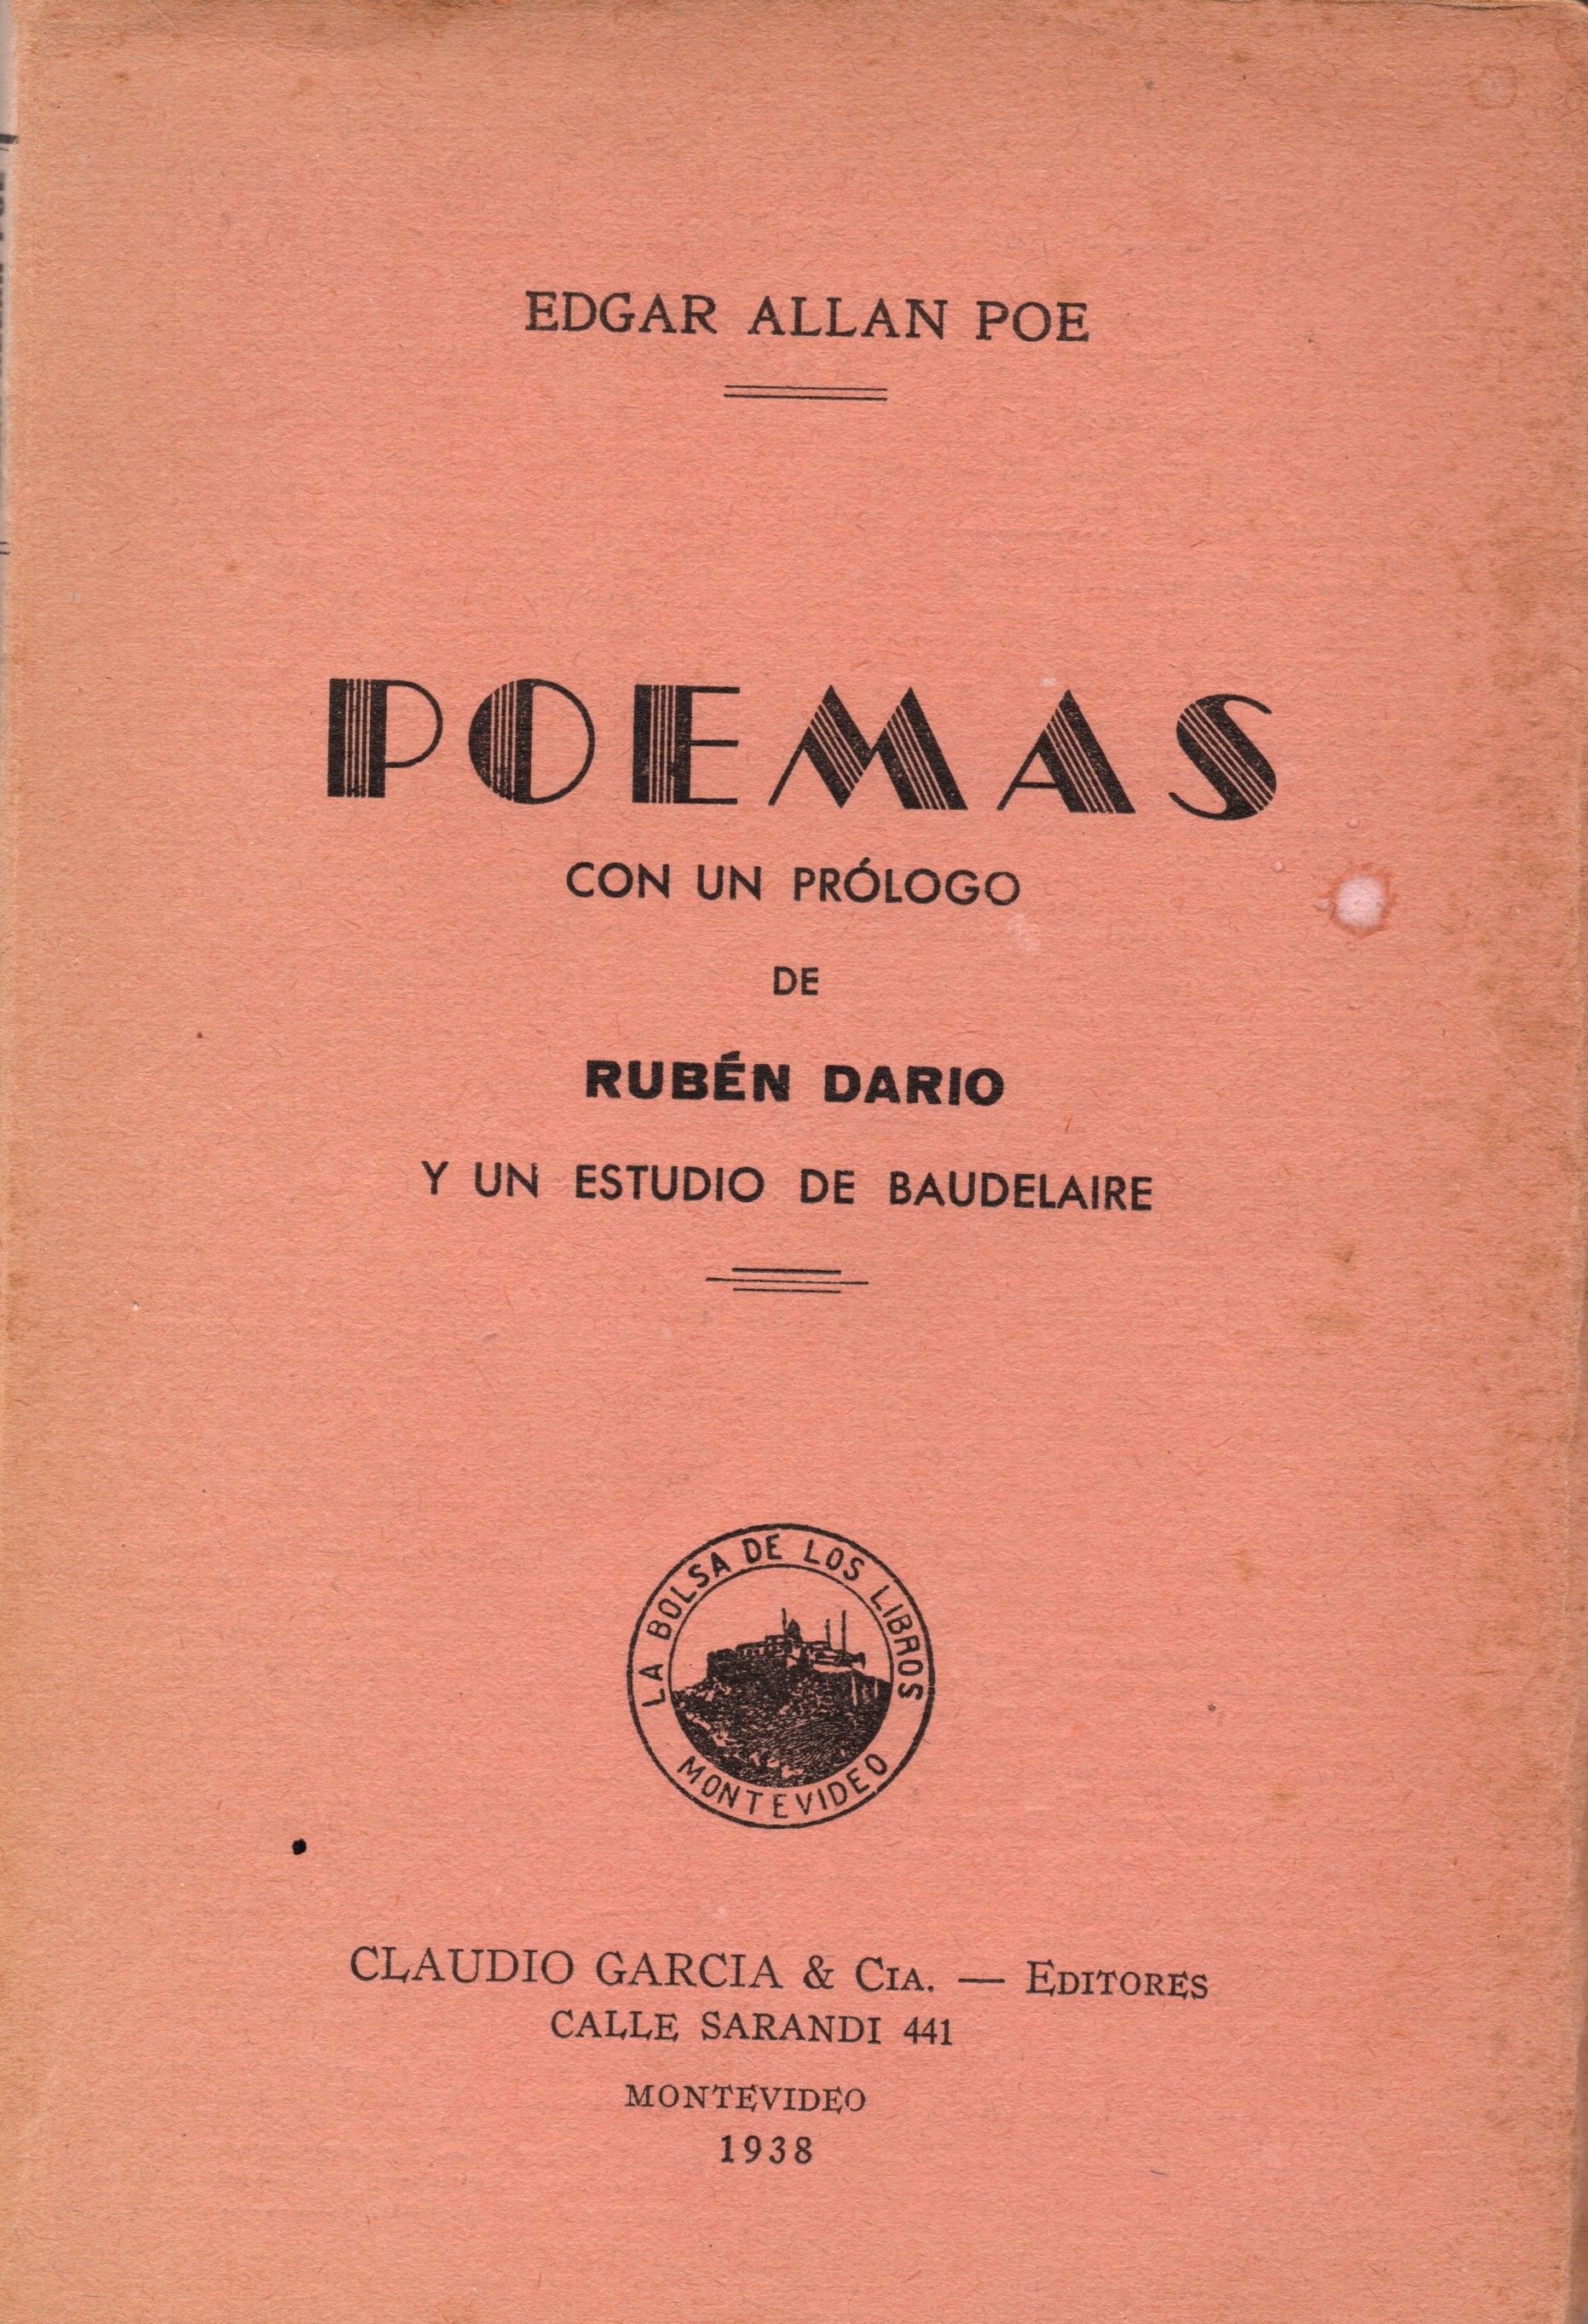 EDGAR ALLAN POE
POEMAS
CON UN PRÓLOGO
DE
RUBÉN DARIO
Y UN ESTUDIO DE BAUDELAIRE
LA BOLSA DE LOS LIBROS
MONTEVIDEO
CLAUDIO GARCIA & CIA. — EDITORES
CALLE SARANDI 441
MONTEVIDEO
1938